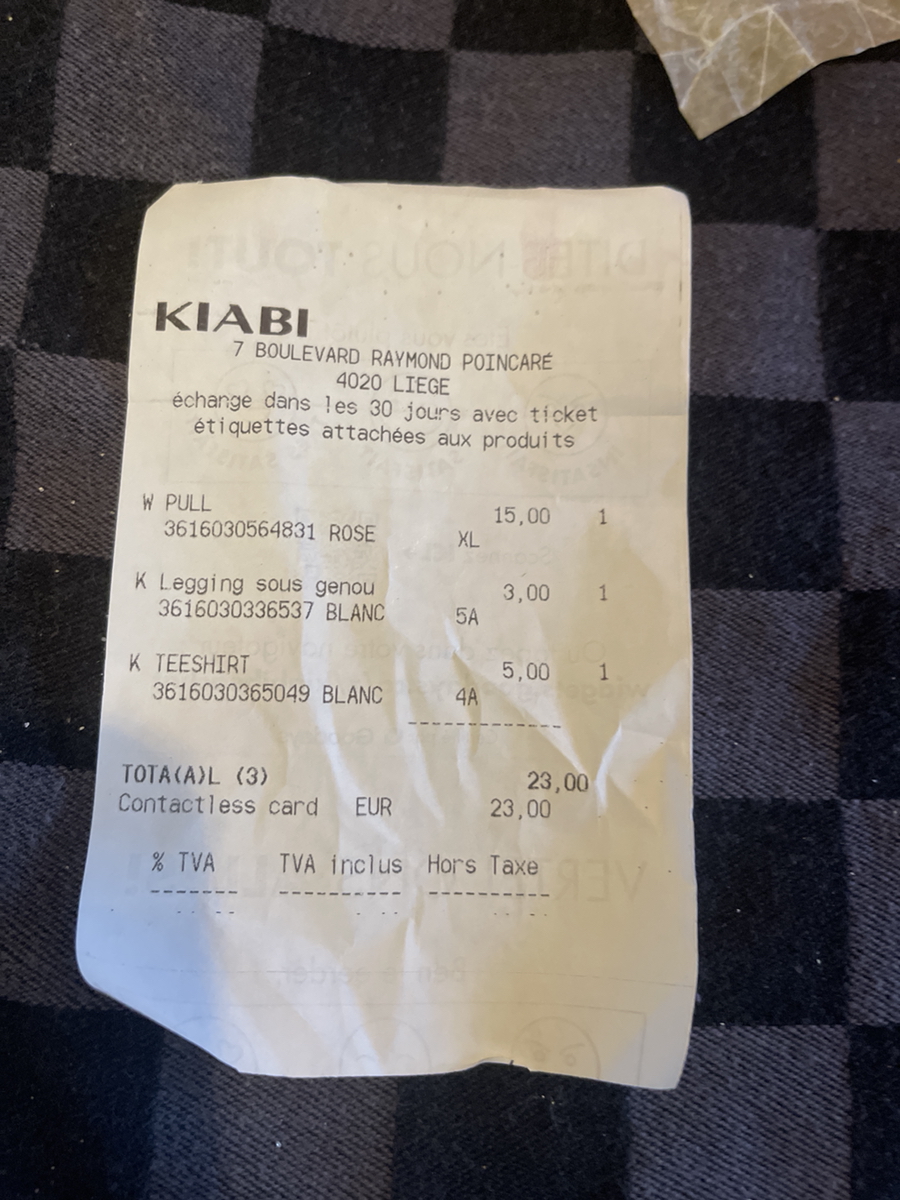 KIABI
7 BOULEVARD RAYMOND POINCARÉ
4020 LIEGE
échange dans les 30 jours avec ticket
étiquettes attachées aux produits
W PULL 15,00 1
3616030564831 ROSE XL
K Legging sous genou 3,00 1
3616030336537 BLANC 5A
K TEESHIRT 5,00 1
3616030365049 BLANC 4A
------------
TOTA(A)L (3) 23,00
Contactless card EUR 23,00
% TVA TVA inclus Hors Taxe
------- ---------- ----------